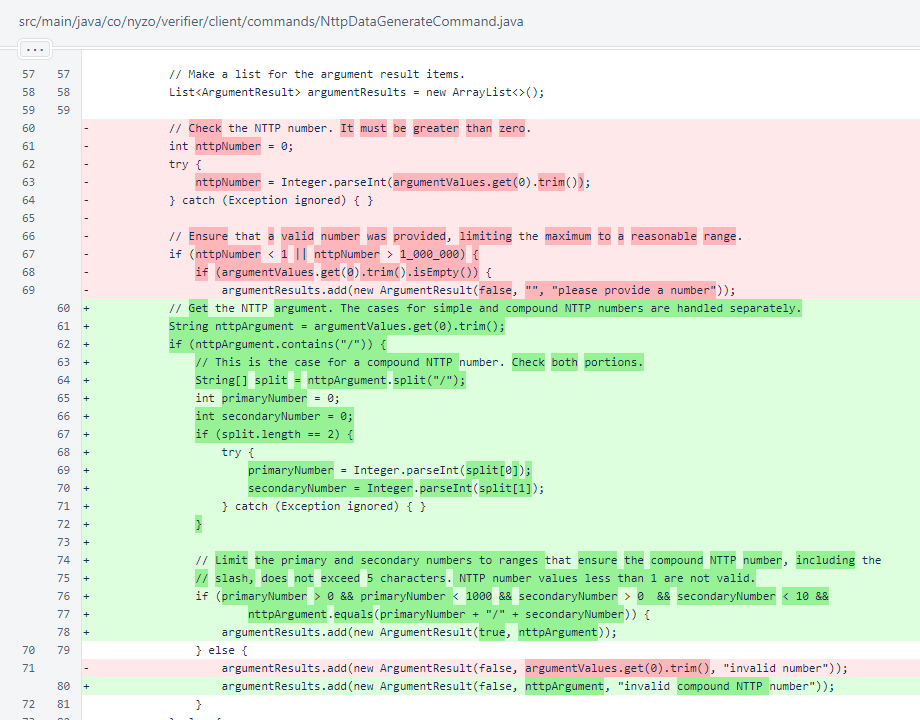 src/main/java/co/nyzo/verifier/client/commands/NttpDataGenerateCommand.java
...
57 57 // Make a list for the argument result items.
58 58 List<ArgumentResult> argumentResults = new ArrayList<>();
59 59
60 - // Check the NTTP number. It must be greater than zero.
61 - int nttpNumber = 0;
62 - try {
63 - nttpNumber = Integer.parseInt(argumentValues.get(0).trim());
64 - } catch (Exception ignored) { }
65 -
66 - // Ensure that a valid number was provided, limiting the maximum to a reasonable range.
67 - if (nttpNumber < 1 || nttpNumber > 1_000_000) {
68 - if (argumentValues.get(0).trim().isEmpty()) {
69 - argumentResults.add(new ArgumentResult(false, "", "please provide a number"));
60 + // Get the NTTP argument. The cases for simple and compound NTTP numbers are handled separately.
61 + String nttpArgument = argumentValues.get(0).trim();
62 + if (nttpArgument.contains("/")) {
63 + // This is the case for a compound NTTP number. Check both portions.
64 + String[] split = nttpArgument.split("/");
65 + int primaryNumber = 0;
66 + int secondaryNumber = 0;
67 + if (split.length == 2) {
68 + try {
69 + primaryNumber = Integer.parseInt(split[0]);
70 + secondaryNumber = Integer.parseInt(split[1]);
71 + } catch (Exception ignored) { }
72 + }
73 +
74 + // Limit the primary and secondary numbers to ranges that ensure the compound NTTP number, including the
75 + // slash, does not exceed 5 characters. NTTP number values less than 1 are not valid.
76 + if (primaryNumber > 0 && primaryNumber < 1000 && secondaryNumber > 0 && secondaryNumber < 10 &&
77 + nttpArgument.equals(primaryNumber + "/" + secondaryNumber)) {
78 + argumentResults.add(new ArgumentResult(true, nttpArgument));
70 79 } else {
71 - argumentResults.add(new ArgumentResult(false, argumentValues.get(0).trim(), "invalid number"));
80 + argumentResults.add(new ArgumentResult(false, nttpArgument, "invalid compound NTTP number"));
72 81 }